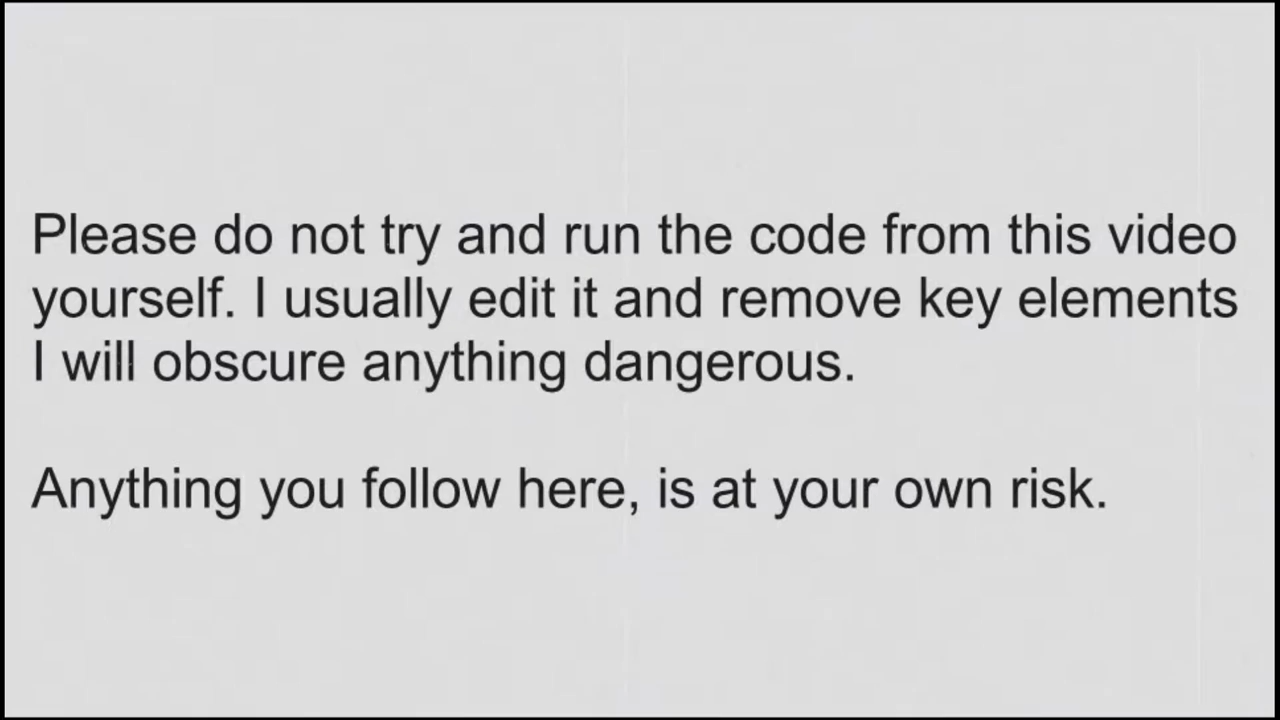 Please do not try and run the code from this video
yourself. I usually edit it and remove key elements
I will obscure anything dangerous.
Anything you follow here, is at your own risk.